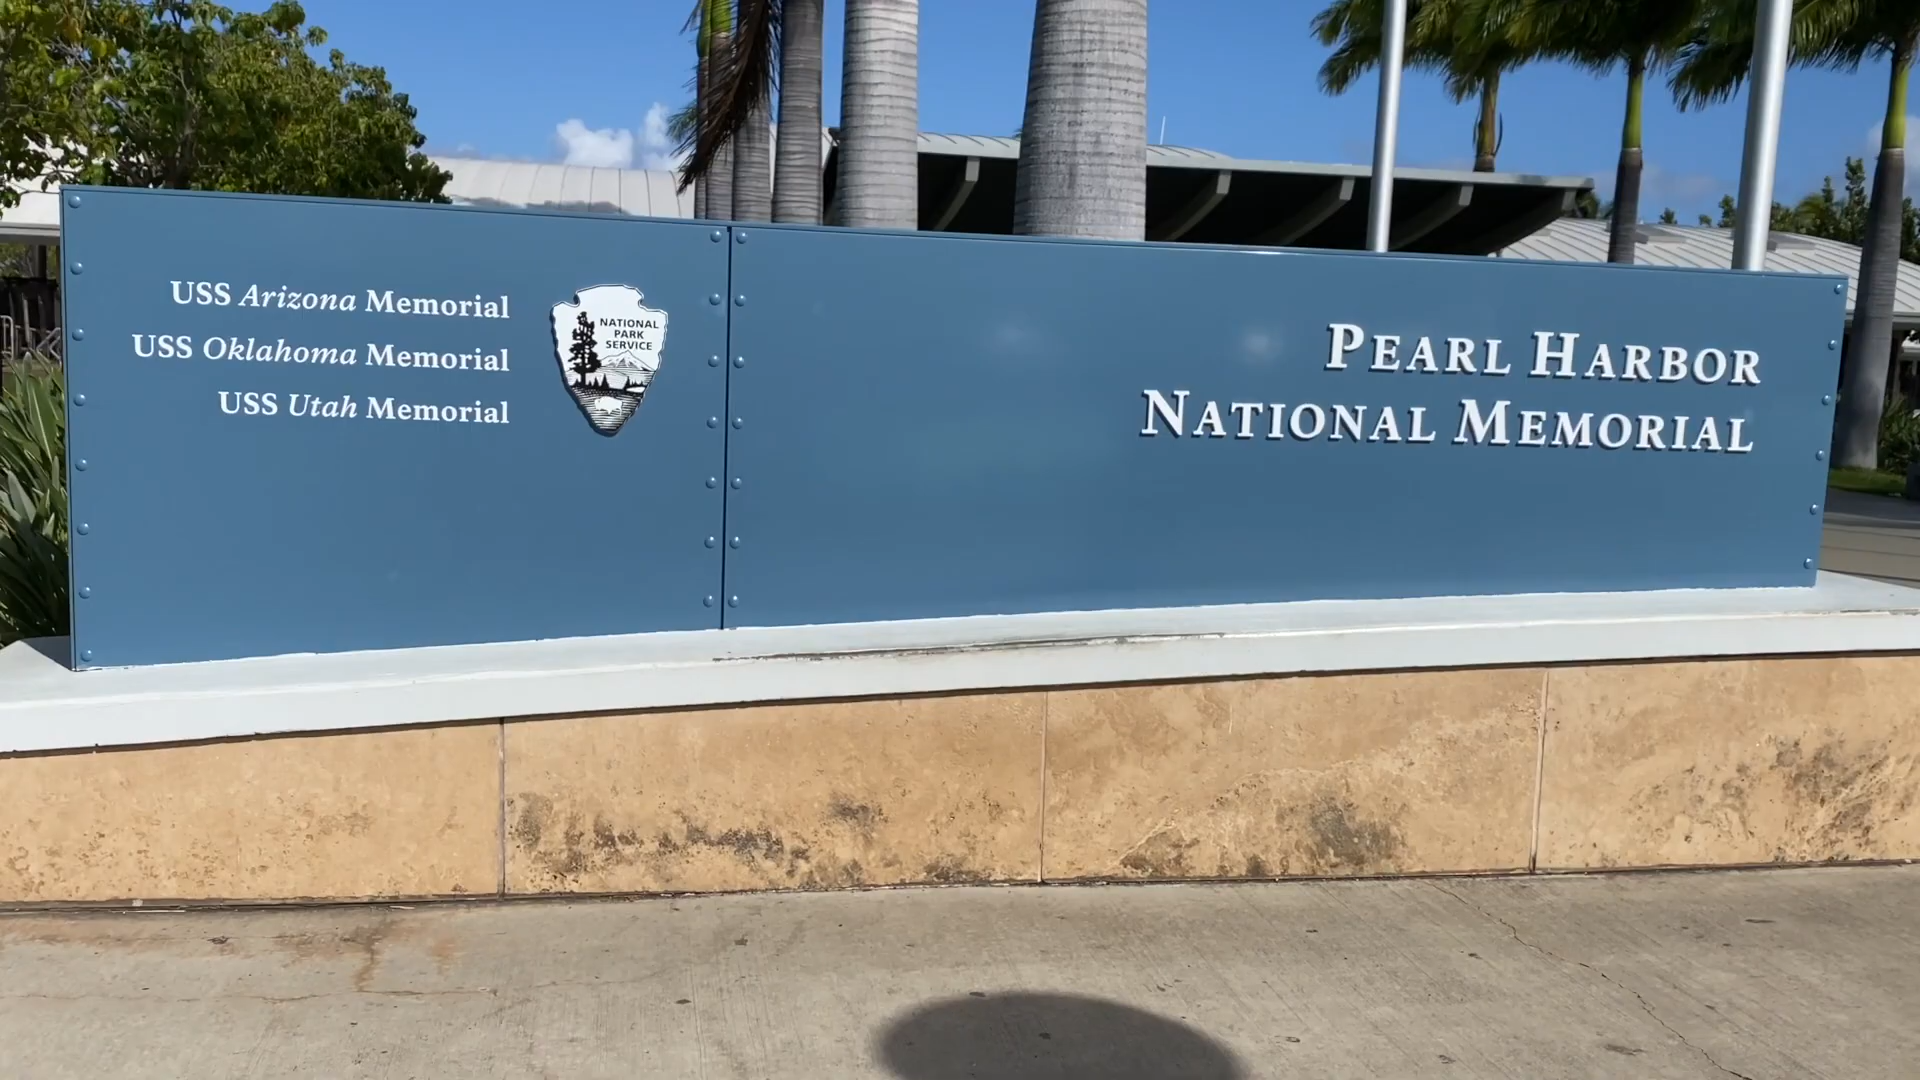 USS Arizona Memorial
USS Oklahoma Memorial
USS Utah Memorial
NATIONAL
PARK
SERVICE
PEARL HARBOR
NATIONAL MEMORIAL